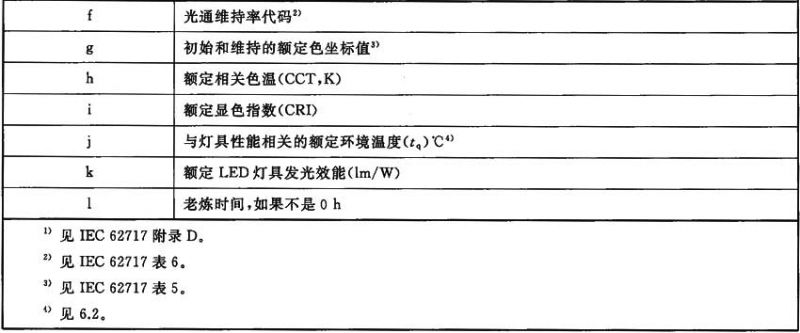 f 光通维持率代码2)
g 初始和维持的额定色坐标值3)
h 额定相关色温(CCT,K)
i 额定显色指数(CRI)
j 与灯具性能相关的额定环境温度(tq)℃4)
k 额定 LED 灯具发光效能(lm/W)
l 老炼时间,如果不是 0 h
1) 见 IEC 62717 附录 D。
2) 见 IEC 62717 表 6。
3) 见 IEC 62717 表 5。
4) 见 6.2。